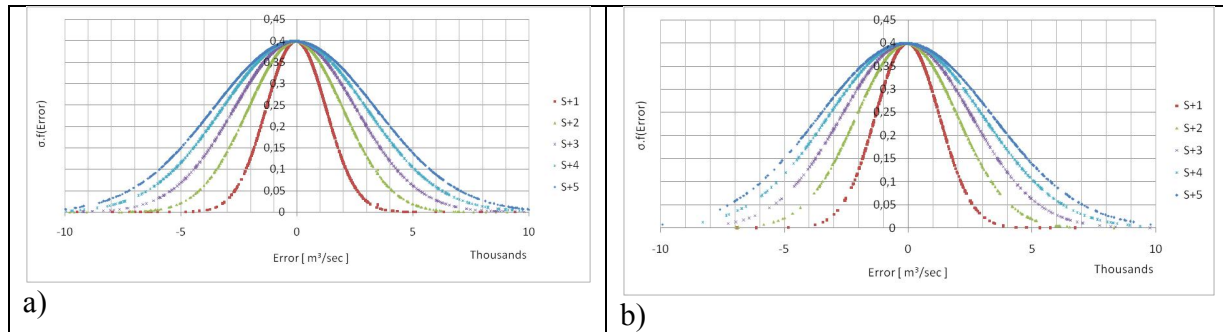 0,45
0,4
0,35
0,3
0,25
0,2
0,15
0,1
0,05
0
σ.f(Error)
-10 -5 0 5 10
Error [ m³/sec ] Thousands
S+1
S+2
S+3
S+4
S+5
a)
0,45
0,4
0,35
0,3
0,25
0,2
0,15
0,1
0,05
0
σ.f(Error)
-10 -5 0 5 10
Error [ m³/sec ] Thousands
S+1
S+2
S+3
S+4
S+5
b)